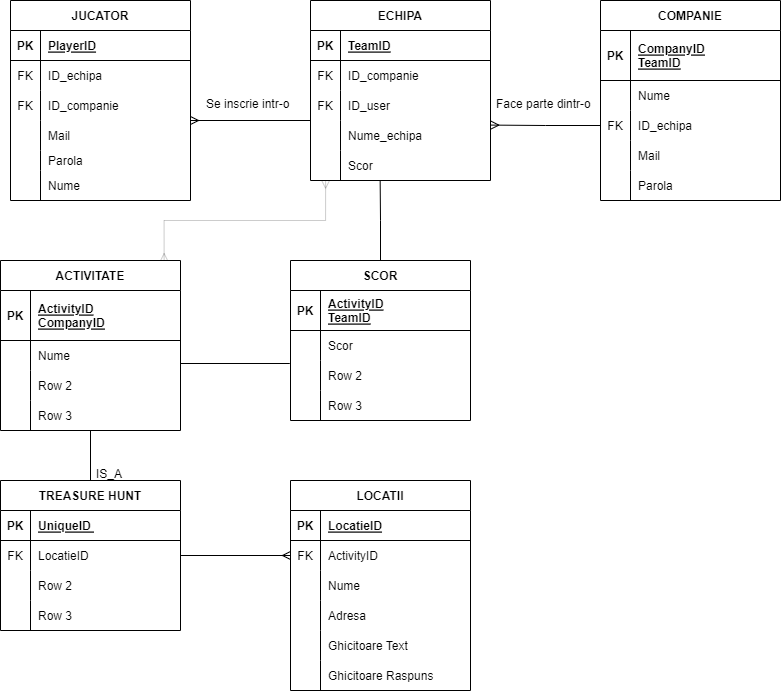 JUCATOR
PK PlayerID
FK ID_echipa
FK ID_companie
Mail
Parola
Nume
Se inscrie intr-o
ECHIPA
PK TeamID
FK ID_companie
FK ID_user
Nume_echipa
Scor
Face parte dintr-o
COMPANIE
PK CompanyID
TeamID
Nume
FK ID_echipa
Mail
Parola
ACTIVITATE
PK ActivityID
CompanyID
Nume
Row 2
Row 3
SCOR
PK ActivityID
TeamID
Scor
Row 2
Row 3
IS_A
TREASURE HUNT
PK UniqueID
FK LocatieID
Row 2
Row 3
LOCATII
PK LocatieID
FK ActivityID
Nume
Adresa
Ghicitoare Text
Ghicitoare Raspuns